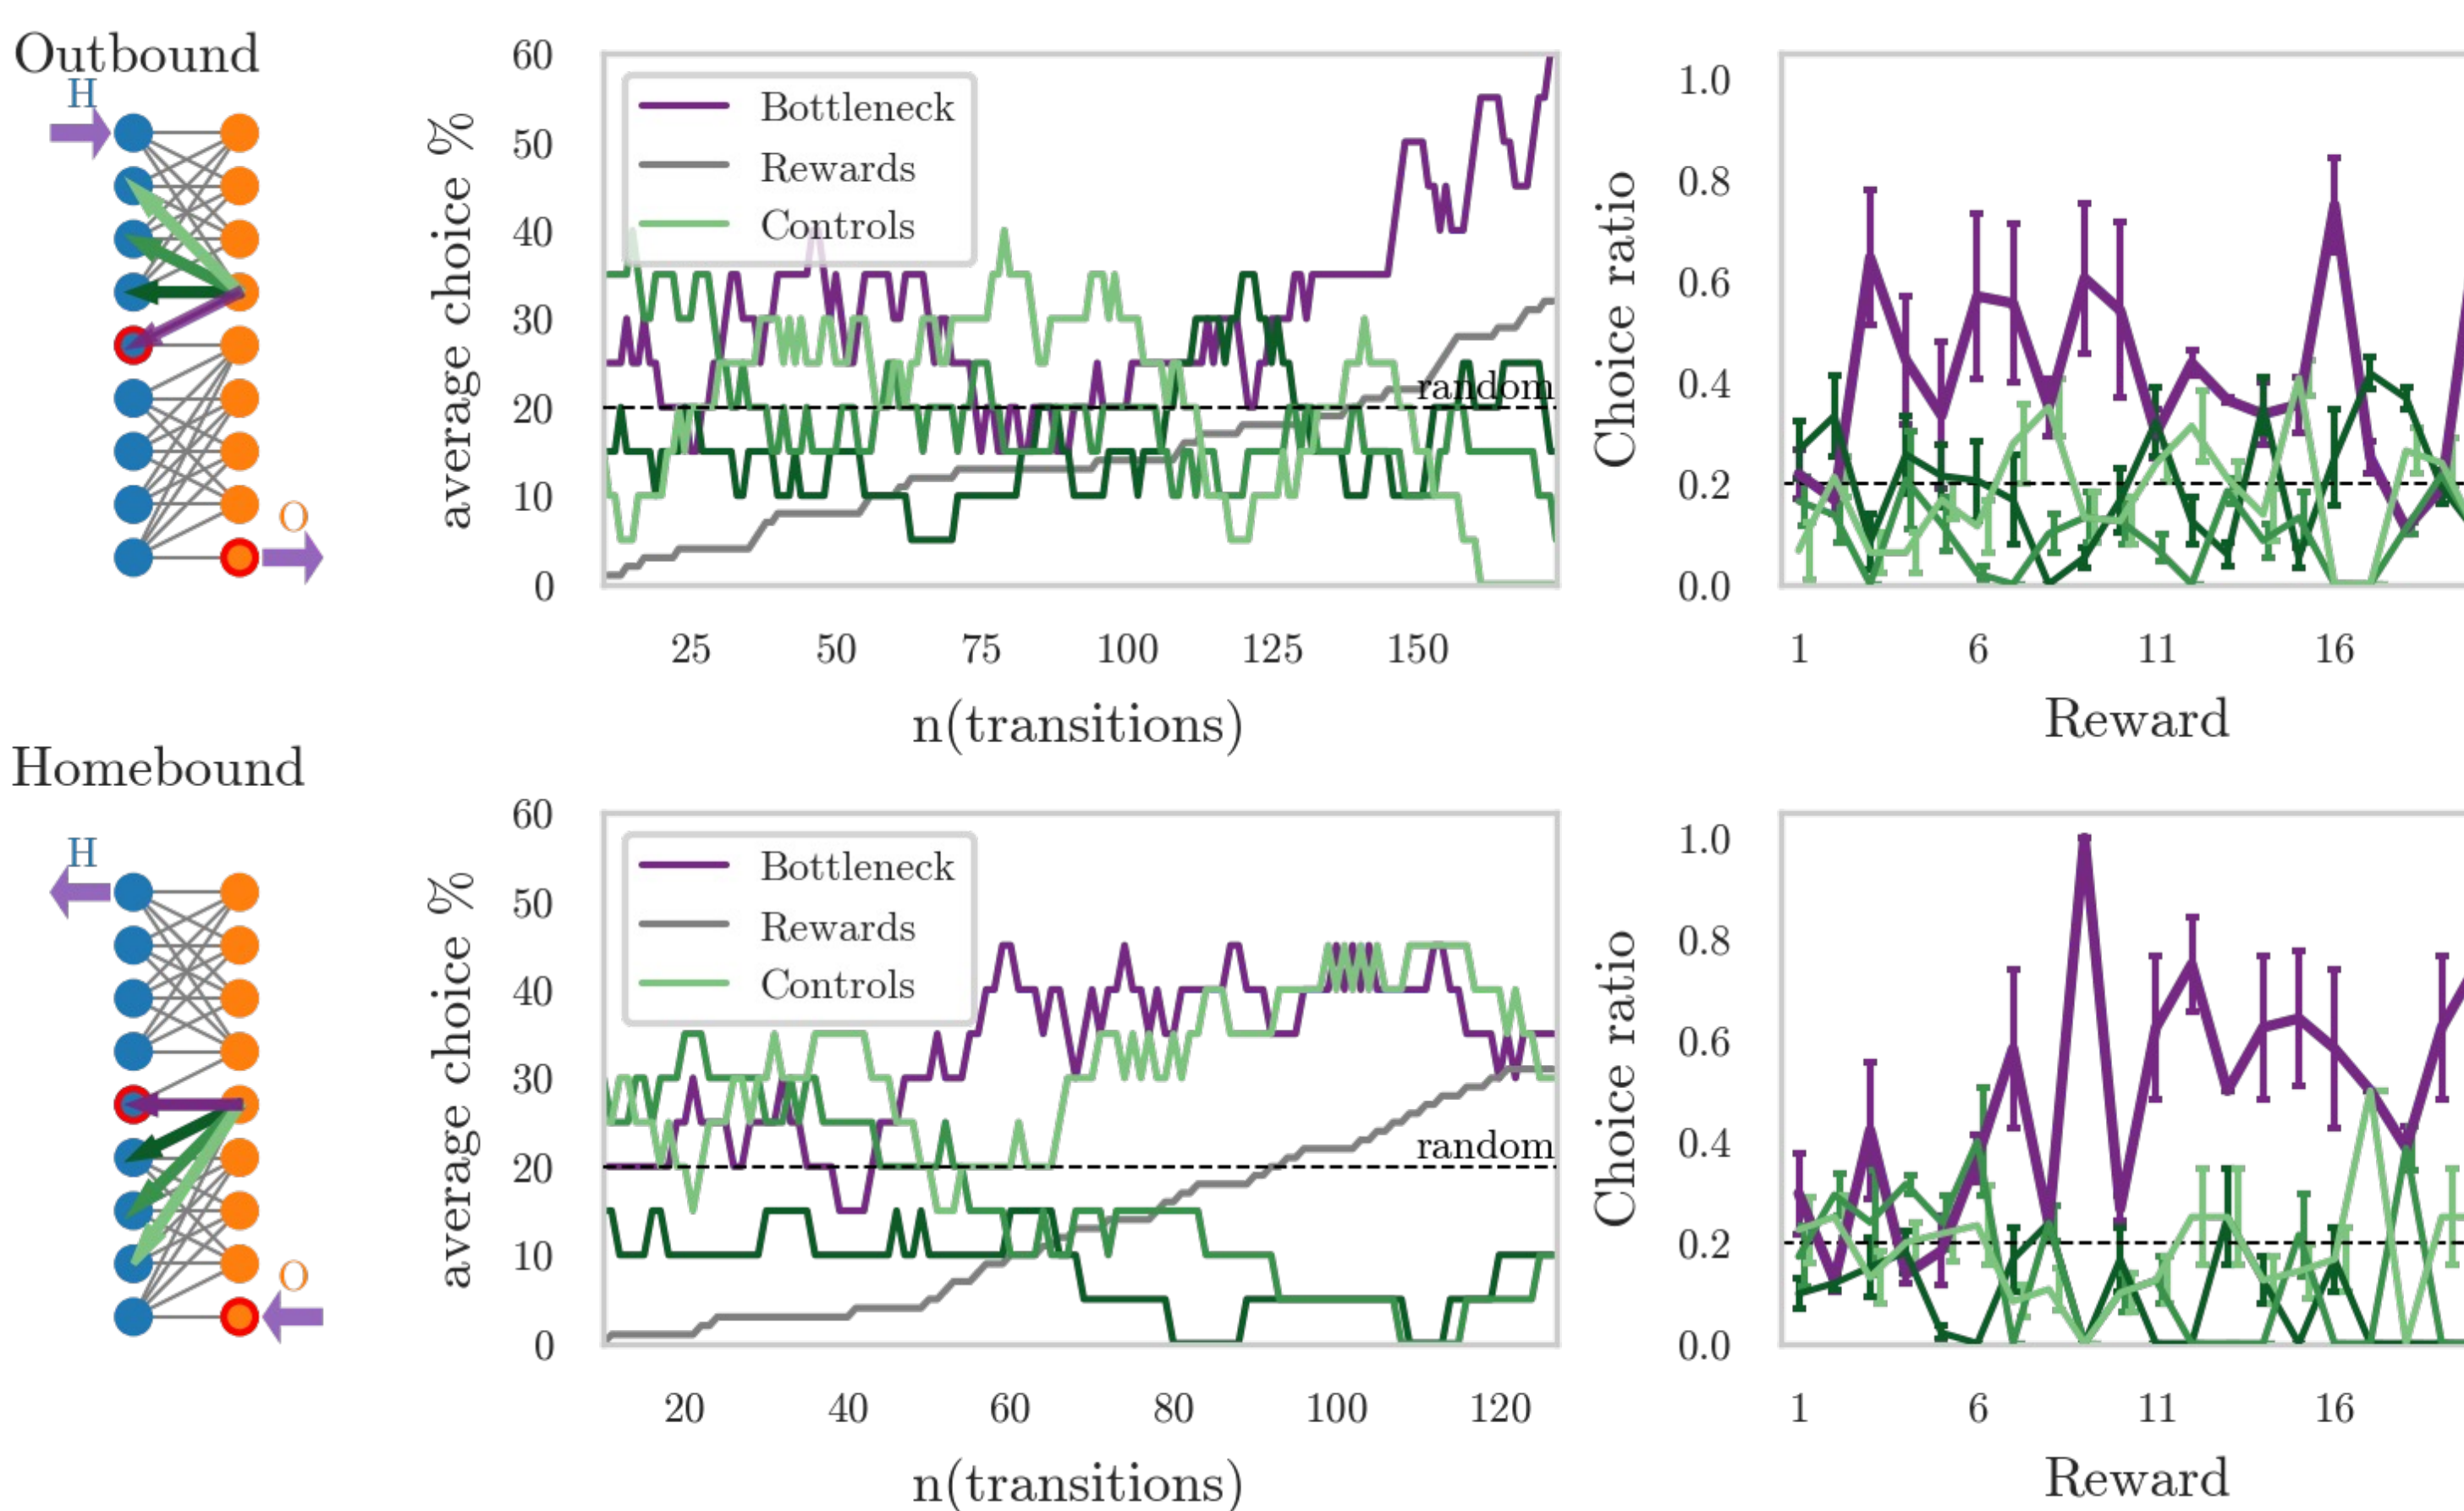 Outbound
H
O
average choice %
60
50
40
30
20
10
0
Bottleneck
Rewards
Controls
random
25 50 75 100 125 150
n(transitions)
Choice ratio
1.0
0.8
0.6
0.4
0.2
0.0
1 6 11 16
Reward
Homebound
H
O
average choice %
60
50
40
30
20
10
0
Bottleneck
Rewards
Controls
random
20 40 60 80 100 120
n(transitions)
Choice ratio
1.0
0.8
0.6
0.4
0.2
0.0
1 6 11 16
Reward